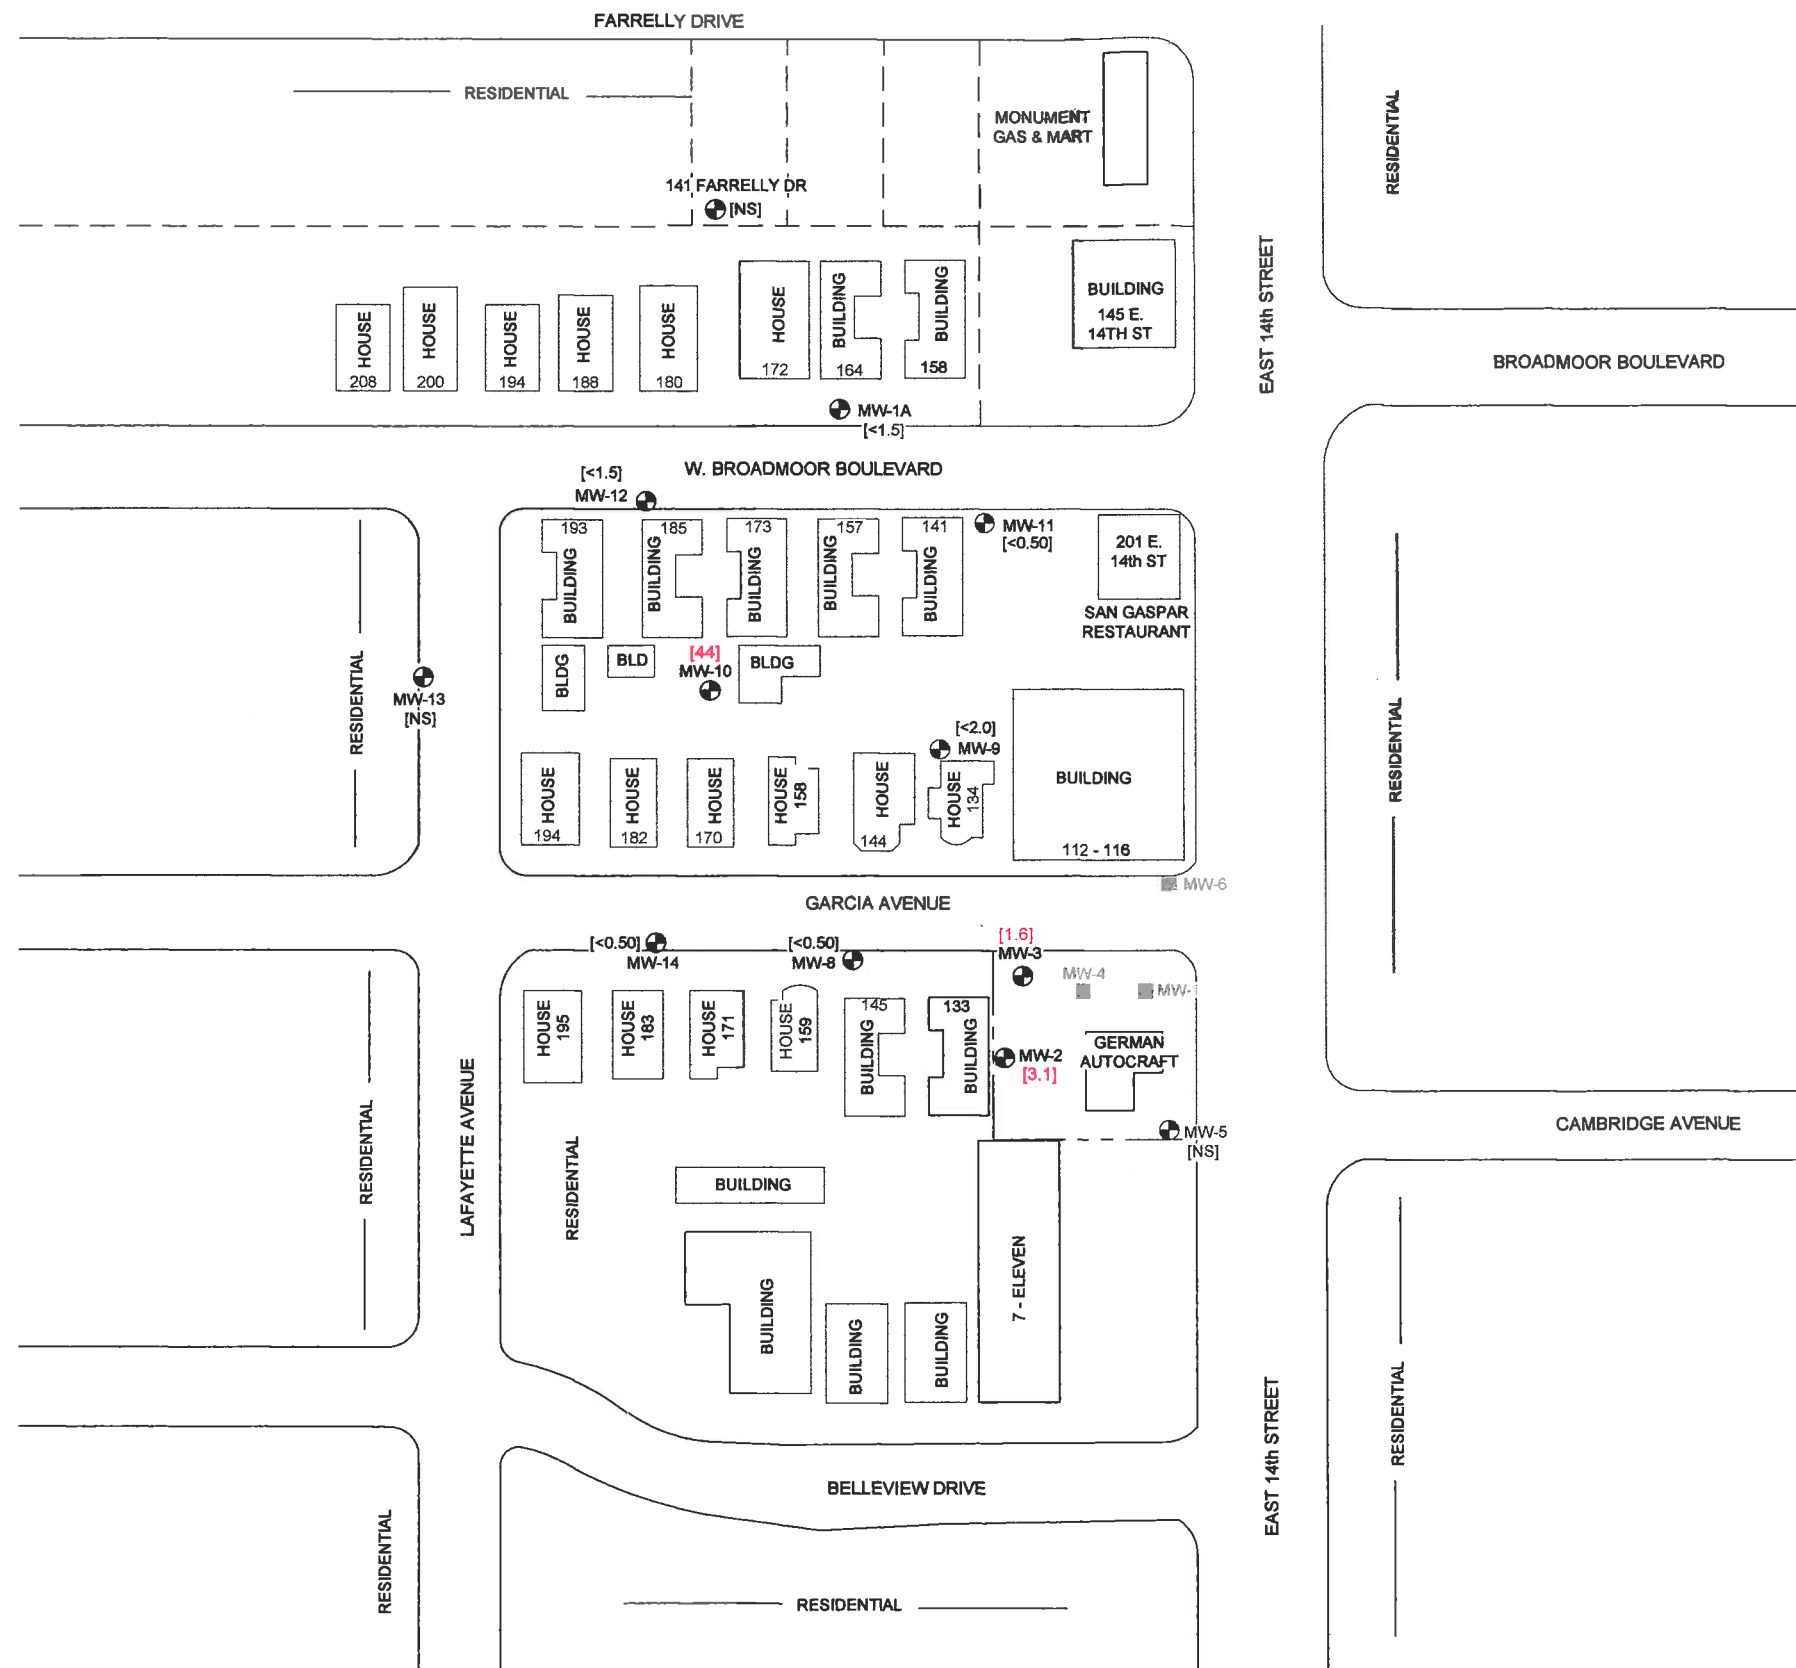 FARRELLY DRIVE
RESIDENTIAL
MONUMENT
GAS & MART
RESIDENTIAL
141 FARRELLY DR
[NS]
EAST 14th STREET
BUILDING
145 E.
14TH ST
HOUSE
208
HOUSE
200
HOUSE
194
HOUSE
188
HOUSE
180
HOUSE
172
BUILDING
164
BUILDING
158
BROADMOOR BOULEVARD
MW-1A
[<1.5]
W. BROADMOOR BOULEVARD
[<1.5]
MW-12
193
BUILDING
185
BUILDING
173
BUILDING
157
BUILDING
141
BUILDING
MW-11
[<0.50]
201 E.
14th ST
SAN GASPAR
RESTAURANT
RESIDENTIAL
MW-13
[NS]
BLDG
BLD
[44]
MW-10
BLDG
RESIDENTIAL
[<2.0]
MW-9
HOUSE
194
HOUSE
182
HOUSE
170
HOUSE
158
HOUSE
144
HOUSE
134
BUILDING
112 - 116
MW-6
GARCIA AVENUE
[<0.50]
MW-14
[<0.50]
MW-8
[1.6]
MW-3
MW-4
MW-
HOUSE
195
HOUSE
183
HOUSE
171
HOUSE
159
145
BUILDING
133
BUILDING
MW-2
[3.1]
GERMAN
AUTOCRAFT
MW-5
[NS]
CAMBRIDGE AVENUE
RESIDENTIAL
LAFAYETTE AVENUE
RESIDENTIAL
BUILDING
BUILDING
BUILDING
BUILDING
7 - ELEVEN
EAST 14th STREET
RESIDENTIAL
BELLEVIEW DRIVE
RESIDENTIAL
RESIDENTIAL